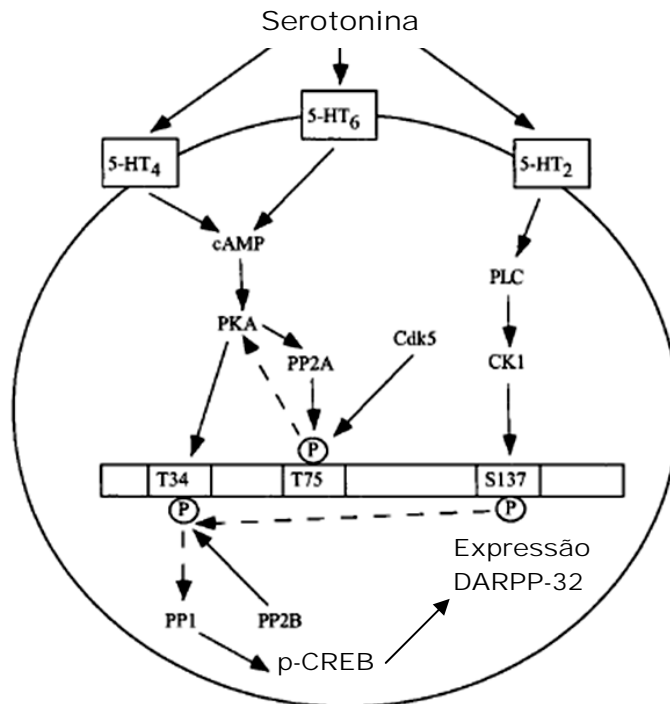 Serotonina
5-HT6
5-HT4
5-HT2
cAMP
PLC
PKA
Cdk5
PP2A
CK1
P
T34 T75 S137
P P
Expressão
DARPP-32
PP1 PP2B
p-CREB